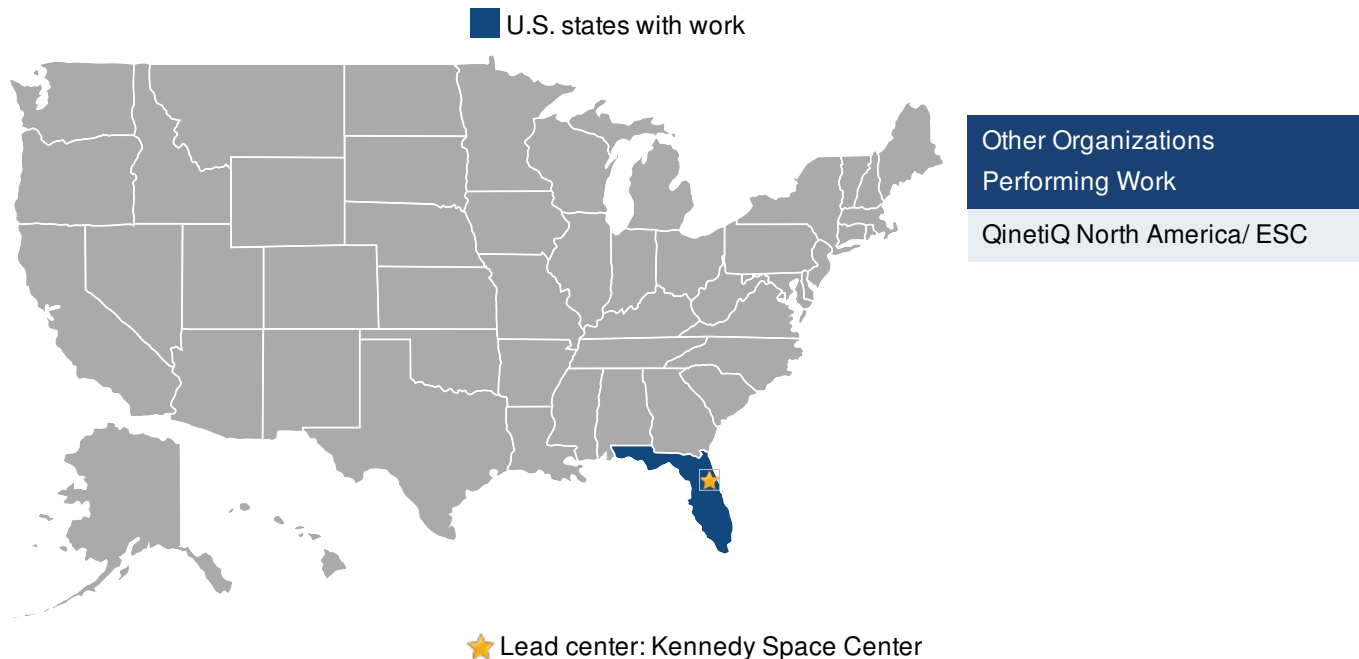 U.S. states with work
Other Organizations
Performing Work
QinetiQ North America/ ESC
Lead center: Kennedy Space Center